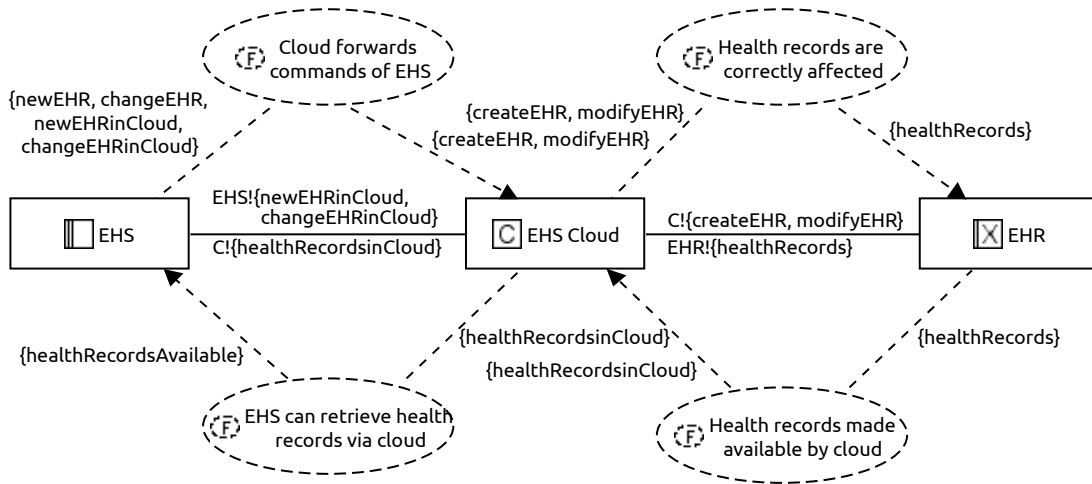 F
Cloud forwards
commands of EHS
F
Health records are
correctly affected
{newEHR, changeEHR,
newEHRinCloud,
changeEHRinCloud}
{createEHR, modifyEHR}
{createEHR, modifyEHR}
{healthRecords}
EHS
EHS!{newEHRinCloud,
changeEHRinCloud}
C!{healthRecordsinCloud}
C
EHS Cloud
C!{createEHR, modifyEHR}
EHR!{healthRecords}
X
EHR
{healthRecordsAvailable}
{healthRecordsinCloud}
{healthRecordsinCloud}
{healthRecords}
F
EHS can retrieve health
records via cloud
F
Health records made
available by cloud